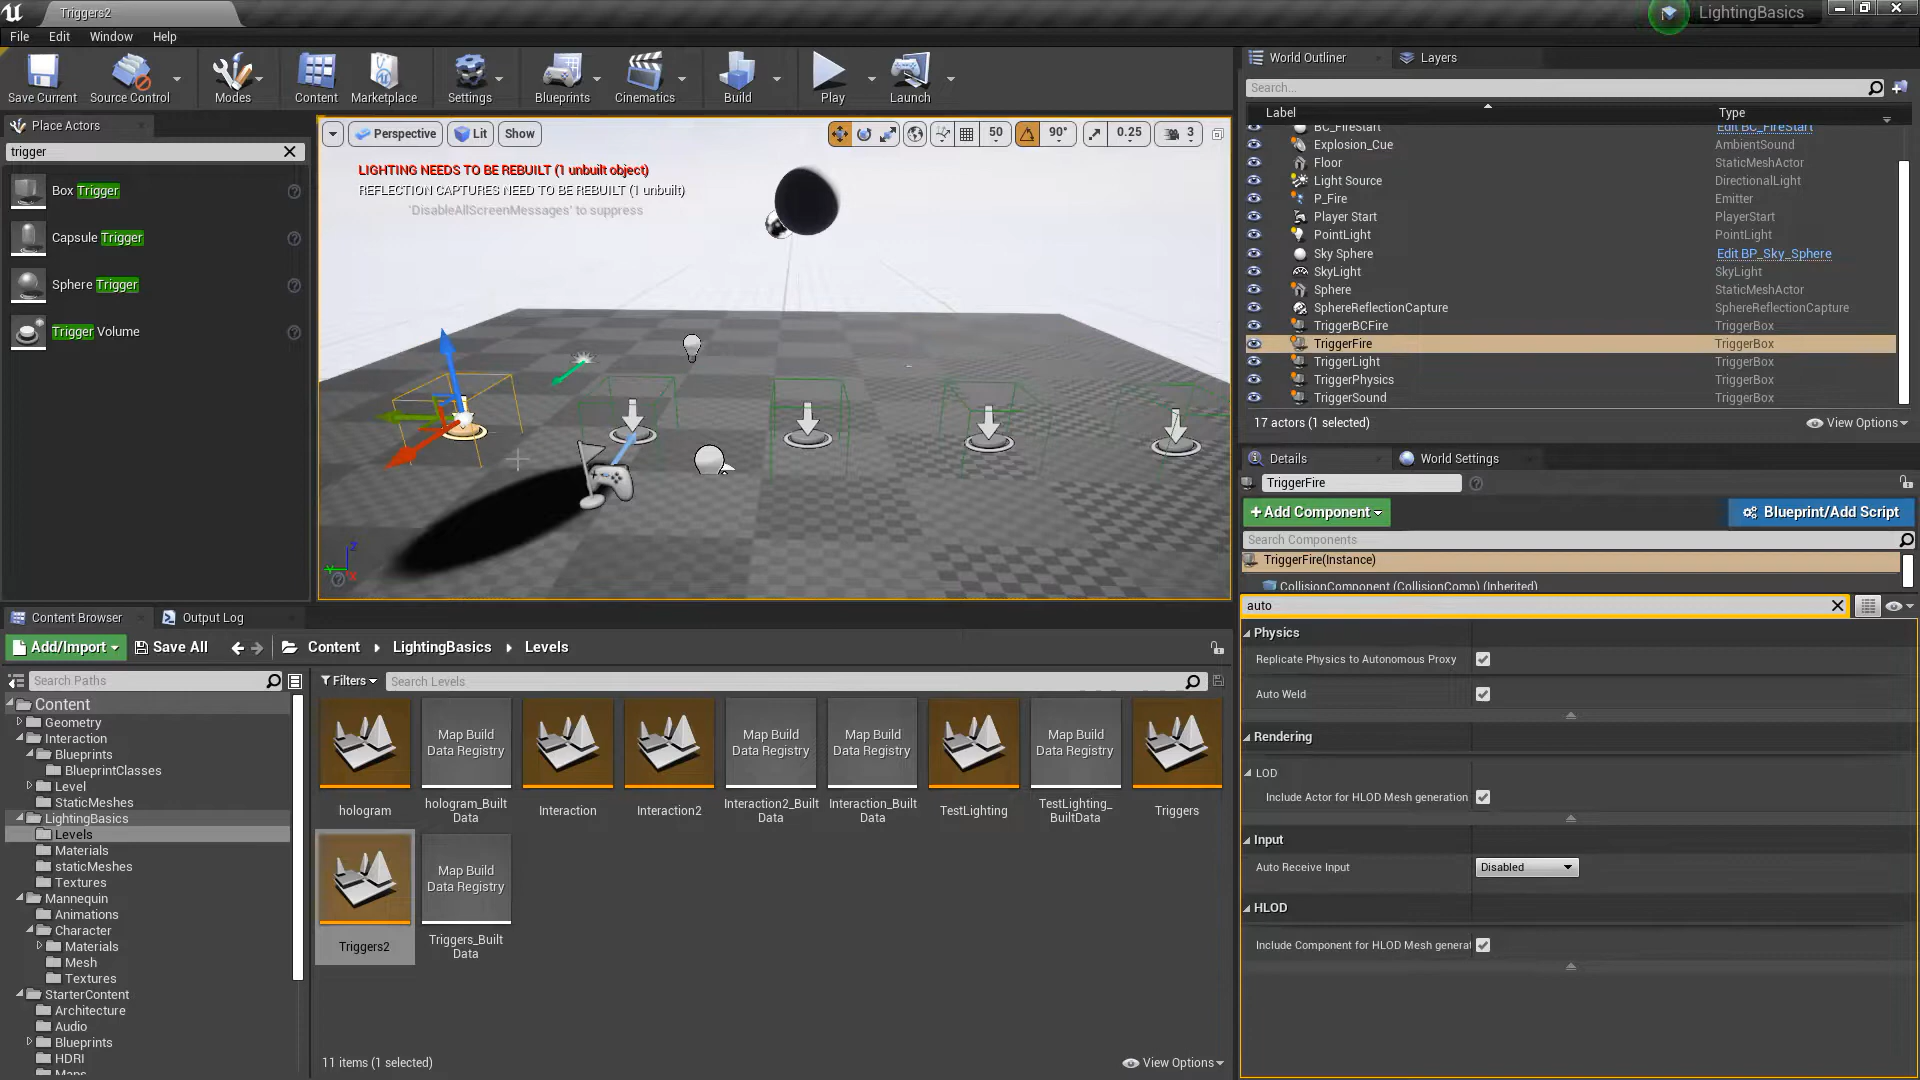 Triggers2
LightingBasics
File Edit Window Help
Save Current
Source Control
Modes
Content
Marketplace
Settings
Blueprints
Cinematics
Build
Play
Launch
Place Actors
trigger
Box Trigger
Capsule Trigger
Sphere Trigger
Trigger Volume
Perspective
Lit
Show
50
90°
0.25
3
LIGHTING NEEDS TO BE REBUILT (1 unbuilt object)
REFLECTION CAPTURES NEED TO BE REBUILT (1 unbuilt)
'DisableAllScreenMessages' to suppress
World Outliner
Layers
Search...
Label Type
BC_FireStart Edit BC_FireStart
Explosion_Cue AmbientSound
Floor StaticMeshActor
Light Source DirectionalLight
P_Fire Emitter
Player Start PlayerStart
PointLight PointLight
Sky Sphere Edit BP_Sky_Sphere
SkyLight SkyLight
Sphere StaticMeshActor
SphereReflectionCapture SphereReflectionCapture
TriggerBCFire TriggerBox
TriggerFire TriggerBox
TriggerLight TriggerBox
TriggerPhysics TriggerBox
TriggerSound TriggerBox
17 actors (1 selected)
View Options
Details
World Settings
TriggerFire
+Add Component
Blueprint/Add Script
Search Components
TriggerFire(Instance)
CollisionComponent (CollisionComp) (Inherited)
auto
Physics
Replicate Physics to Autonomous Proxy
Auto Weld
Rendering
LOD
Include Actor for HLOD Mesh generation
Input
Auto Receive Input Disabled
HLOD
Include Component for HLOD Mesh generat
Content Browser
Output Log
Add/Import
Save All
Content
LightingBasics
Levels
Search Paths
Filters
Search Levels
Content
Geometry
Interaction
Blueprints
BlueprintClasses
Level
StaticMeshes
LightingBasics
Levels
Materials
staticMeshes
Textures
Mannequin
Animations
Character
Materials
Mesh
Textures
StarterContent
Architecture
Audio
Blueprints
HDRI
Maps
Map Build
Data Registry
Map Build
Data Registry
Map Build
Data Registry
Map Build
Data Registry
hologram
hologram_Built
Data
Interaction
Interaction2
Interaction2_Built
Data
Interaction_Built
Data
TestLighting
TestLighting_
BuiltData
Triggers
Map Build
Data Registry
Triggers2
Triggers_Built
Data
11 items (1 selected)
View Options